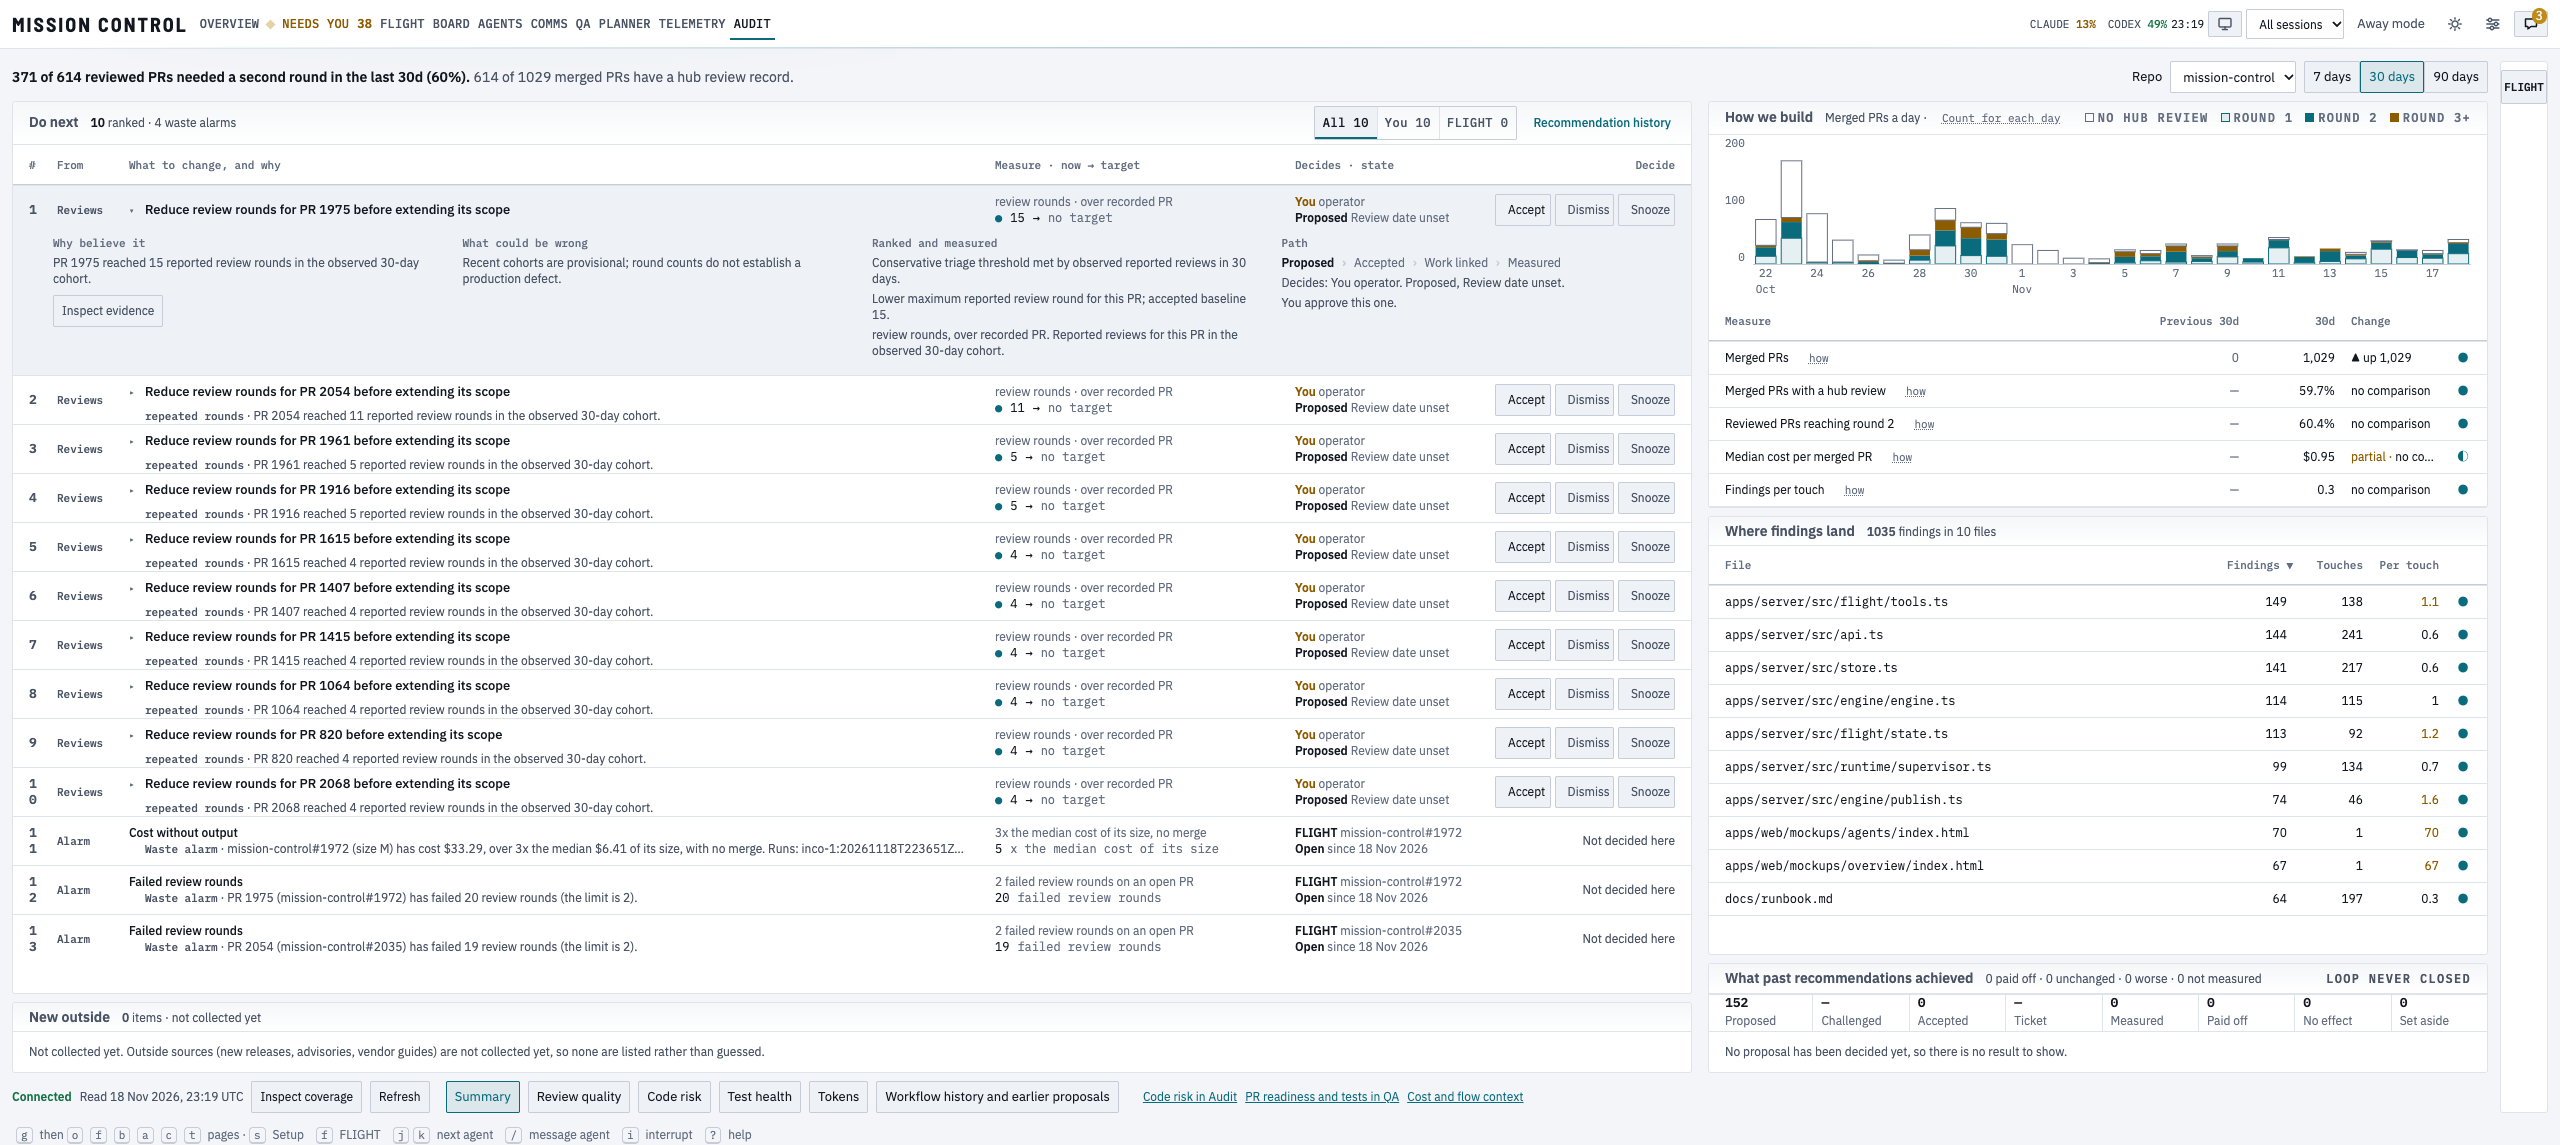 MISSION CONTROL OVERVIEW NEEDS YOU 38 FLIGHT BOARD AGENTS COMMS QA PLANNER TELEMETRY AUDIT
CLAUDE 13% CODEX 49% 23:19 All sessions Away mode 3
371 of 614 reviewed PRs needed a second round in the last 30d (60%). 614 of 1029 merged PRs have a hub review record.
Repo mission-control 7 days 30 days 90 days
FLIGHT
Do next 10 ranked · 4 waste alarms
All 10 You 10 FLIGHT 0 Recommendation history
# From What to change, and why Measure · now → target Decides · state Decide
1 Reviews Reduce review rounds for PR 1975 before extending its scope
review rounds · over recorded PR
15 → no target
You operator
Proposed Review date unset
Accept Dismiss Snooze
Why believe it
PR 1975 reached 15 reported review rounds in the observed 30-day
cohort.
Inspect evidence
What could be wrong
Recent cohorts are provisional; round counts do not establish a
production defect.
Ranked and measured
Conservative triage threshold met by observed reported reviews in 30
days.
Lower maximum reported review round for this PR; accepted baseline
15.
review rounds, over recorded PR. Reported reviews for this PR in the
observed 30-day cohort.
Path
Proposed › Accepted › Work linked › Measured
Decides: You operator. Proposed, Review date unset.
You approve this one.
2 Reviews Reduce review rounds for PR 2054 before extending its scope
repeated rounds · PR 2054 reached 11 reported review rounds in the observed 30-day cohort.
review rounds · over recorded PR
11 → no target
You operator
Proposed Review date unset
Accept Dismiss Snooze
3 Reviews Reduce review rounds for PR 1961 before extending its scope
repeated rounds · PR 1961 reached 5 reported review rounds in the observed 30-day cohort.
review rounds · over recorded PR
5 → no target
You operator
Proposed Review date unset
Accept Dismiss Snooze
4 Reviews Reduce review rounds for PR 1916 before extending its scope
repeated rounds · PR 1916 reached 5 reported review rounds in the observed 30-day cohort.
review rounds · over recorded PR
5 → no target
You operator
Proposed Review date unset
Accept Dismiss Snooze
5 Reviews Reduce review rounds for PR 1615 before extending its scope
repeated rounds · PR 1615 reached 4 reported review rounds in the observed 30-day cohort.
review rounds · over recorded PR
4 → no target
You operator
Proposed Review date unset
Accept Dismiss Snooze
6 Reviews Reduce review rounds for PR 1407 before extending its scope
repeated rounds · PR 1407 reached 4 reported review rounds in the observed 30-day cohort.
review rounds · over recorded PR
4 → no target
You operator
Proposed Review date unset
Accept Dismiss Snooze
7 Reviews Reduce review rounds for PR 1415 before extending its scope
repeated rounds · PR 1415 reached 4 reported review rounds in the observed 30-day cohort.
review rounds · over recorded PR
4 → no target
You operator
Proposed Review date unset
Accept Dismiss Snooze
8 Reviews Reduce review rounds for PR 1064 before extending its scope
repeated rounds · PR 1064 reached 4 reported review rounds in the observed 30-day cohort.
review rounds · over recorded PR
4 → no target
You operator
Proposed Review date unset
Accept Dismiss Snooze
9 Reviews Reduce review rounds for PR 820 before extending its scope
repeated rounds · PR 820 reached 4 reported review rounds in the observed 30-day cohort.
review rounds · over recorded PR
4 → no target
You operator
Proposed Review date unset
Accept Dismiss Snooze
10 Reviews Reduce review rounds for PR 2068 before extending its scope
repeated rounds · PR 2068 reached 4 reported review rounds in the observed 30-day cohort.
review rounds · over recorded PR
4 → no target
You operator
Proposed Review date unset
Accept Dismiss Snooze
11 Alarm Cost without output
Waste alarm · mission-control#1972 (size M) has cost $33.29, over 3x the median $6.41 of its size, with no merge. Runs: inco-1:20261118T223651Z…
3x the median cost of its size, no merge
5 x the median cost of its size
FLIGHT mission-control#1972
Open since 18 Nov 2026
Not decided here
12 Alarm Failed review rounds
Waste alarm · PR 1975 (mission-control#1972) has failed 20 review rounds (the limit is 2).
2 failed review rounds on an open PR
20 failed review rounds
FLIGHT mission-control#1972
Open since 18 Nov 2026
Not decided here
13 Alarm Failed review rounds
Waste alarm · PR 2054 (mission-control#2035) has failed 19 review rounds (the limit is 2).
2 failed review rounds on an open PR
19 failed review rounds
FLIGHT mission-control#2035
Open since 18 Nov 2026
Not decided here
New outside 0 items · not collected yet
Not collected yet. Outside sources (new releases, advisories, vendor guides) are not collected yet, so none are listed rather than guessed.
How we build Merged PRs a day · Count for each day NO HUB REVIEW ROUND 1 ROUND 2 ROUND 3+
200
100
0
22 24 26 28 30 1 3 5 7 9 11 13 15 17
Oct Nov
Measure Previous 30d 30d Change
Merged PRs how 0 1,029 ▲ up 1,029
Merged PRs with a hub review how — 59.7% no comparison
Reviewed PRs reaching round 2 how — 60.4% no comparison
Median cost per merged PR how — $0.95 partial · no co…
Findings per touch how — 0.3 no comparison
Where findings land 1035 findings in 10 files
File Findings ▼ Touches Per touch
apps/server/src/flight/tools.ts 149 138 1.1
apps/server/src/api.ts 144 241 0.6
apps/server/src/store.ts 141 217 0.6
apps/server/src/engine/engine.ts 114 115 1
apps/server/src/flight/state.ts 113 92 1.2
apps/server/src/runtime/supervisor.ts 99 134 0.7
apps/server/src/engine/publish.ts 74 46 1.6
apps/web/mockups/agents/index.html 70 1 70
apps/web/mockups/overview/index.html 67 1 67
docs/runbook.md 64 197 0.3
What past recommendations achieved 0 paid off · 0 unchanged · 0 worse · 0 not measured LOOP NEVER CLOSED
152 — 0 — 0 0 0 0
Proposed Challenged Accepted Ticket Measured Paid off No effect Set aside
No proposal has been decided yet, so there is no result to show.
Connected Read 18 Nov 2026, 23:19 UTC Inspect coverage Refresh Summary Review quality Code risk Test health Tokens Workflow history and earlier proposals Code risk in Audit PR readiness and tests in QA Cost and flow context
g then o f b a c t pages · s Setup f FLIGHT j k next agent / message agent i interrupt ? help